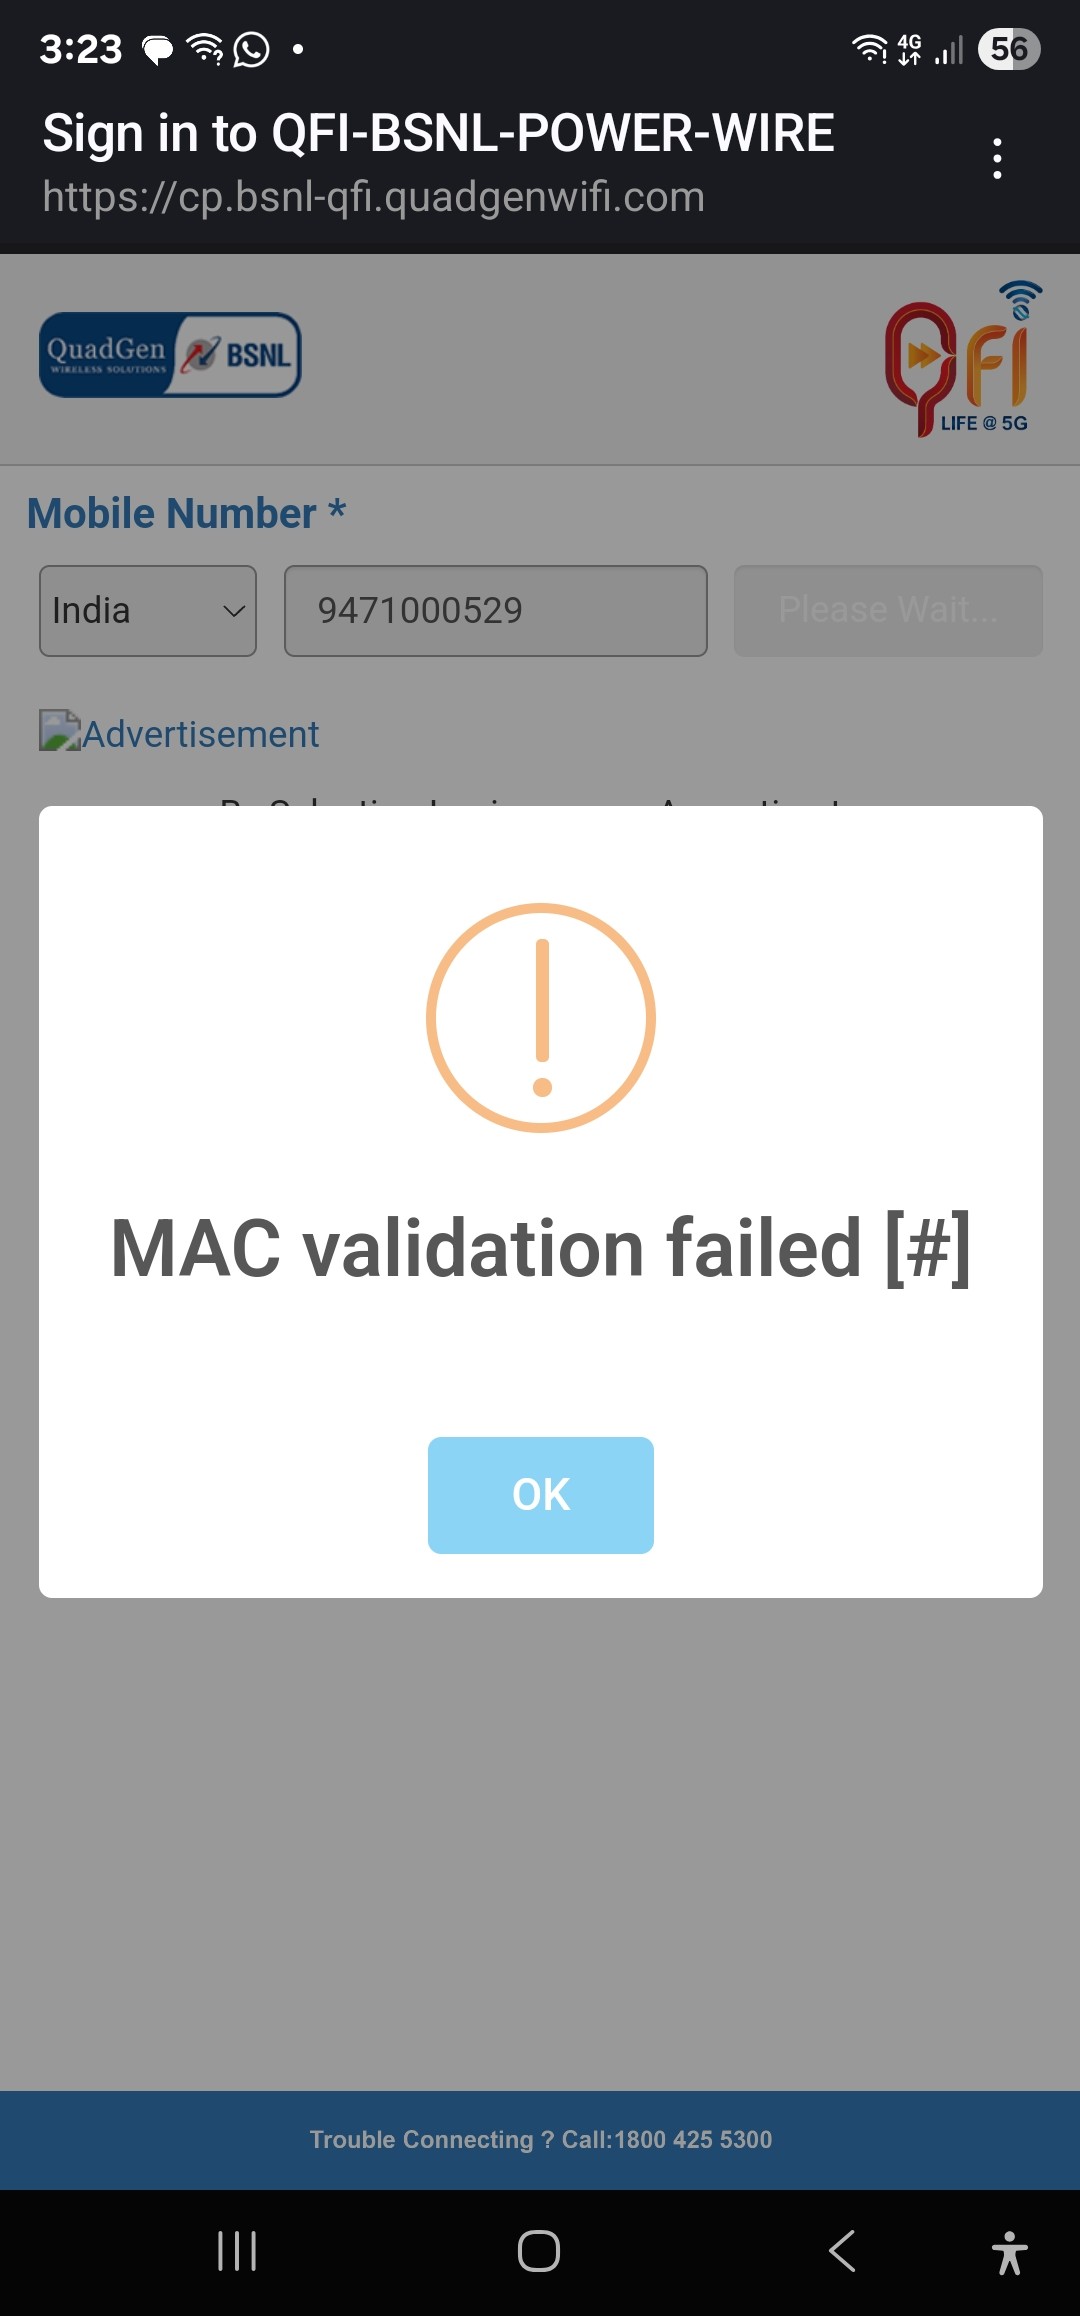 3:23
4G
56
Sign in to QFI-BSNL-POWER-WIRE
https://cp.bsnl-qfi.quadgenwifi.com
QuadGen
WIRELESS SOLUTIONS
BSNL
QFI
LIFE @ 5G
Mobile Number *
India
9471000529
Please Wait...
Advertisement
MAC validation failed [#]
OK
Trouble Connecting ? Call:1800 425 5300